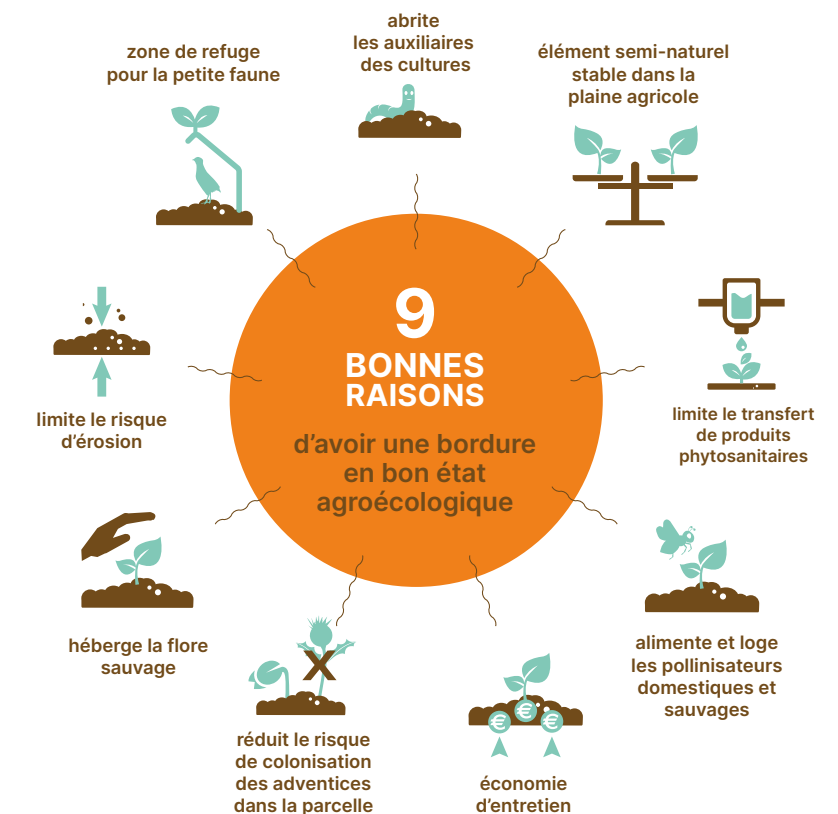 abrite
les auxiliaires
des cultures
zone de refuge
pour la petite faune
élément semi-naturel
stable dans la
plaine agricole
9
BONNES
RAISONS
d'avoir une bordure
en bon état
agroécologique
limite le risque
d'érosion
limite le transfert
de produits
phytosanitaires
héberge la flore
sauvage
alimente et loge
les pollinisateurs
domestiques et
sauvages
X
€
€
€
réduit le risque
de colonisation
des adventices
dans la parcelle
économie
d'entretien